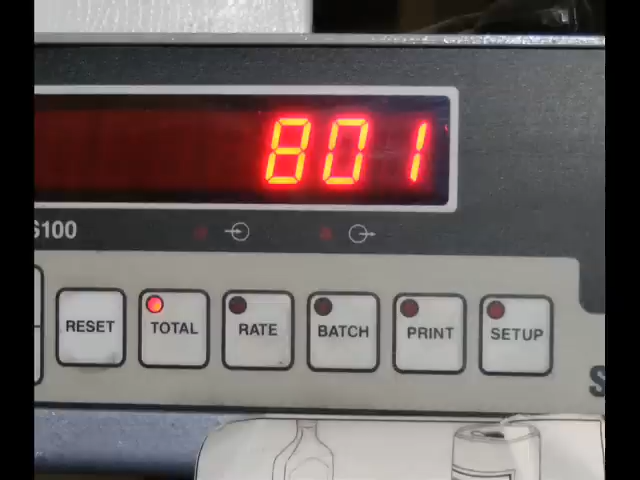 801
S100
RESET TOTAL RATE BATCH PRINT SETUP
S